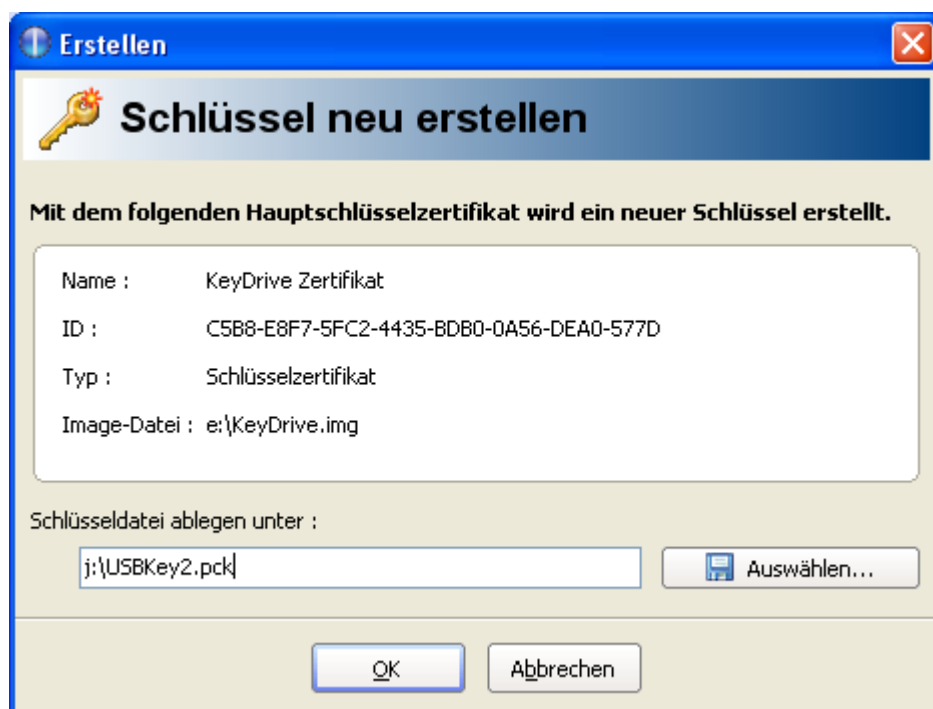 Erstellen
Schlüssel neu erstellen
Mit dem folgenden Hauptschlüsselzertifikat wird ein neuer Schlüssel erstellt.
Name : KeyDrive Zertifikat
ID : C5B8-E8F7-5FC2-4435-BDB0-0A56-DEA0-577D
Typ : Schlüsselzertifikat
Image-Datei : e:\KeyDrive.img
Schlüsseldatei ablegen unter :
j:\USBKey2.pck Auswählen...
OK Abbrechen